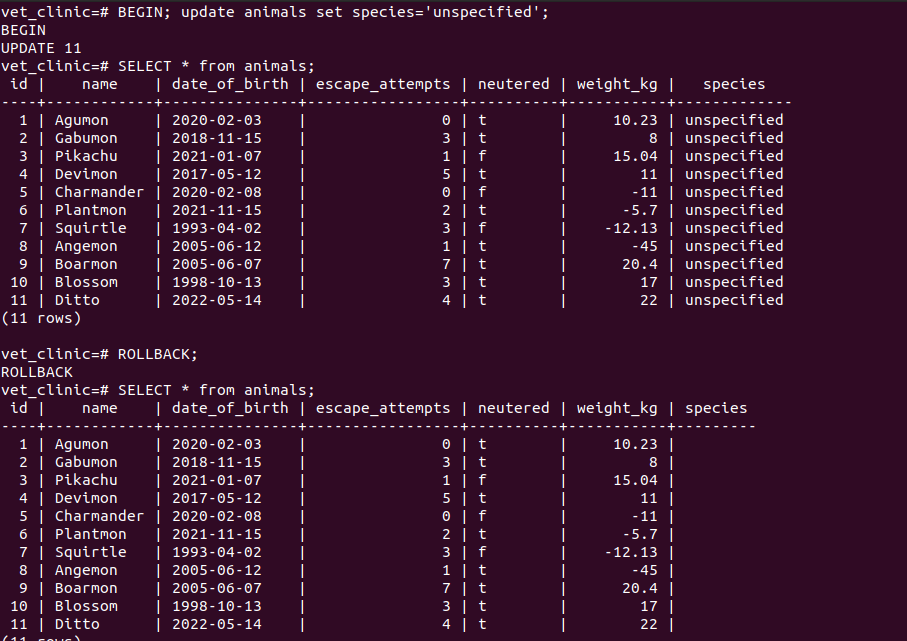 vet_clinic=# BEGIN; update animals set species='unspecified';
BEGIN
UPDATE 11
vet_clinic=# SELECT * from animals;
 id |    name    | date_of_birth | escape_attempts | neutered | weight_kg |   species
----+------------+---------------+-----------------+----------+-----------+-------------
  1 | Agumon     | 2020-02-03    |               0 | t        |     10.23 | unspecified
  2 | Gabumon    | 2018-11-15    |               3 | t        |         8 | unspecified
  3 | Pikachu    | 2021-01-07    |               1 | f        |     15.04 | unspecified
  4 | Devimon    | 2017-05-12    |               5 | t        |        11 | unspecified
  5 | Charmander | 2020-02-08    |               0 | f        |       -11 | unspecified
  6 | Plantmon   | 2021-11-15    |               2 | t        |      -5.7 | unspecified
  7 | Squirtle   | 1993-04-02    |               3 | f        |    -12.13 | unspecified
  8 | Angemon    | 2005-06-12    |               1 | t        |       -45 | unspecified
  9 | Boarmon    | 2005-06-07    |               7 | t        |      20.4 | unspecified
 10 | Blossom    | 1998-10-13    |               3 | t        |        17 | unspecified
 11 | Ditto      | 2022-05-14    |               4 | t        |        22 | unspecified
(11 rows)
vet_clinic=# ROLLBACK;
ROLLBACK
vet_clinic=# SELECT * from animals;
 id |    name    | date_of_birth | escape_attempts | neutered | weight_kg | species
----+------------+---------------+-----------------+----------+-----------+---------
  1 | Agumon     | 2020-02-03    |               0 | t        |     10.23 |
  2 | Gabumon    | 2018-11-15    |               3 | t        |         8 |
  3 | Pikachu    | 2021-01-07    |               1 | f        |     15.04 |
  4 | Devimon    | 2017-05-12    |               5 | t        |        11 |
  5 | Charmander | 2020-02-08    |               0 | f        |       -11 |
  6 | Plantmon   | 2021-11-15    |               2 | t        |      -5.7 |
  7 | Squirtle   | 1993-04-02    |               3 | f        |    -12.13 |
  8 | Angemon    | 2005-06-12    |               1 | t        |       -45 |
  9 | Boarmon    | 2005-06-07    |               7 | t        |      20.4 |
 10 | Blossom    | 1998-10-13    |               3 | t        |        17 |
 11 | Ditto      | 2022-05-14    |               4 | t        |        22 |
(11 rows)